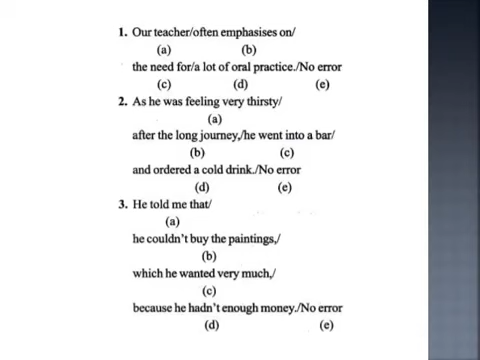 1. Our teacher/often emphasises on/
(a) (b)
the need for/a lot of oral practice./No error
(c) (d) (e)
2. As he was feeling very thirsty/
(a)
after the long journey,/he went into a bar/
(b) (c)
and ordered a cold drink./No error
(d) (e)
3. He told me that/
(a)
he couldn't buy the paintings,/
(b)
which he wanted very much,/
(c)
because he hadn't enough money./No error
(d) (e)